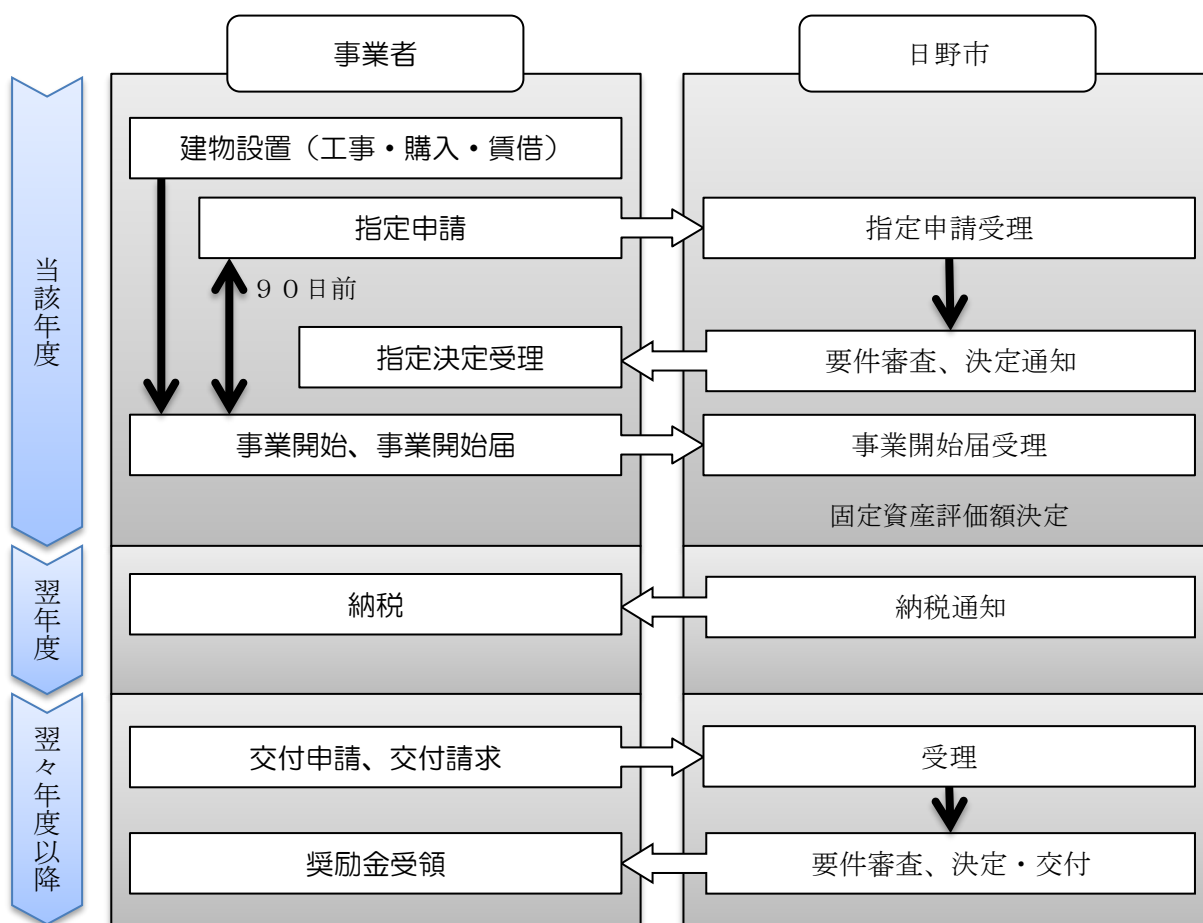 事業者
日野市
当該年度
建物設置（工事・購入・賃借）
指定申請
指定申請受理
９０日前
指定決定受理
要件審査、決定通知
事業開始、事業開始届
事業開始届受理
固定資産評価額決定
翌年度
納税
納税通知
翌々年度以降
交付申請、交付請求
受理
奨励金受領
要件審査、決定・交付